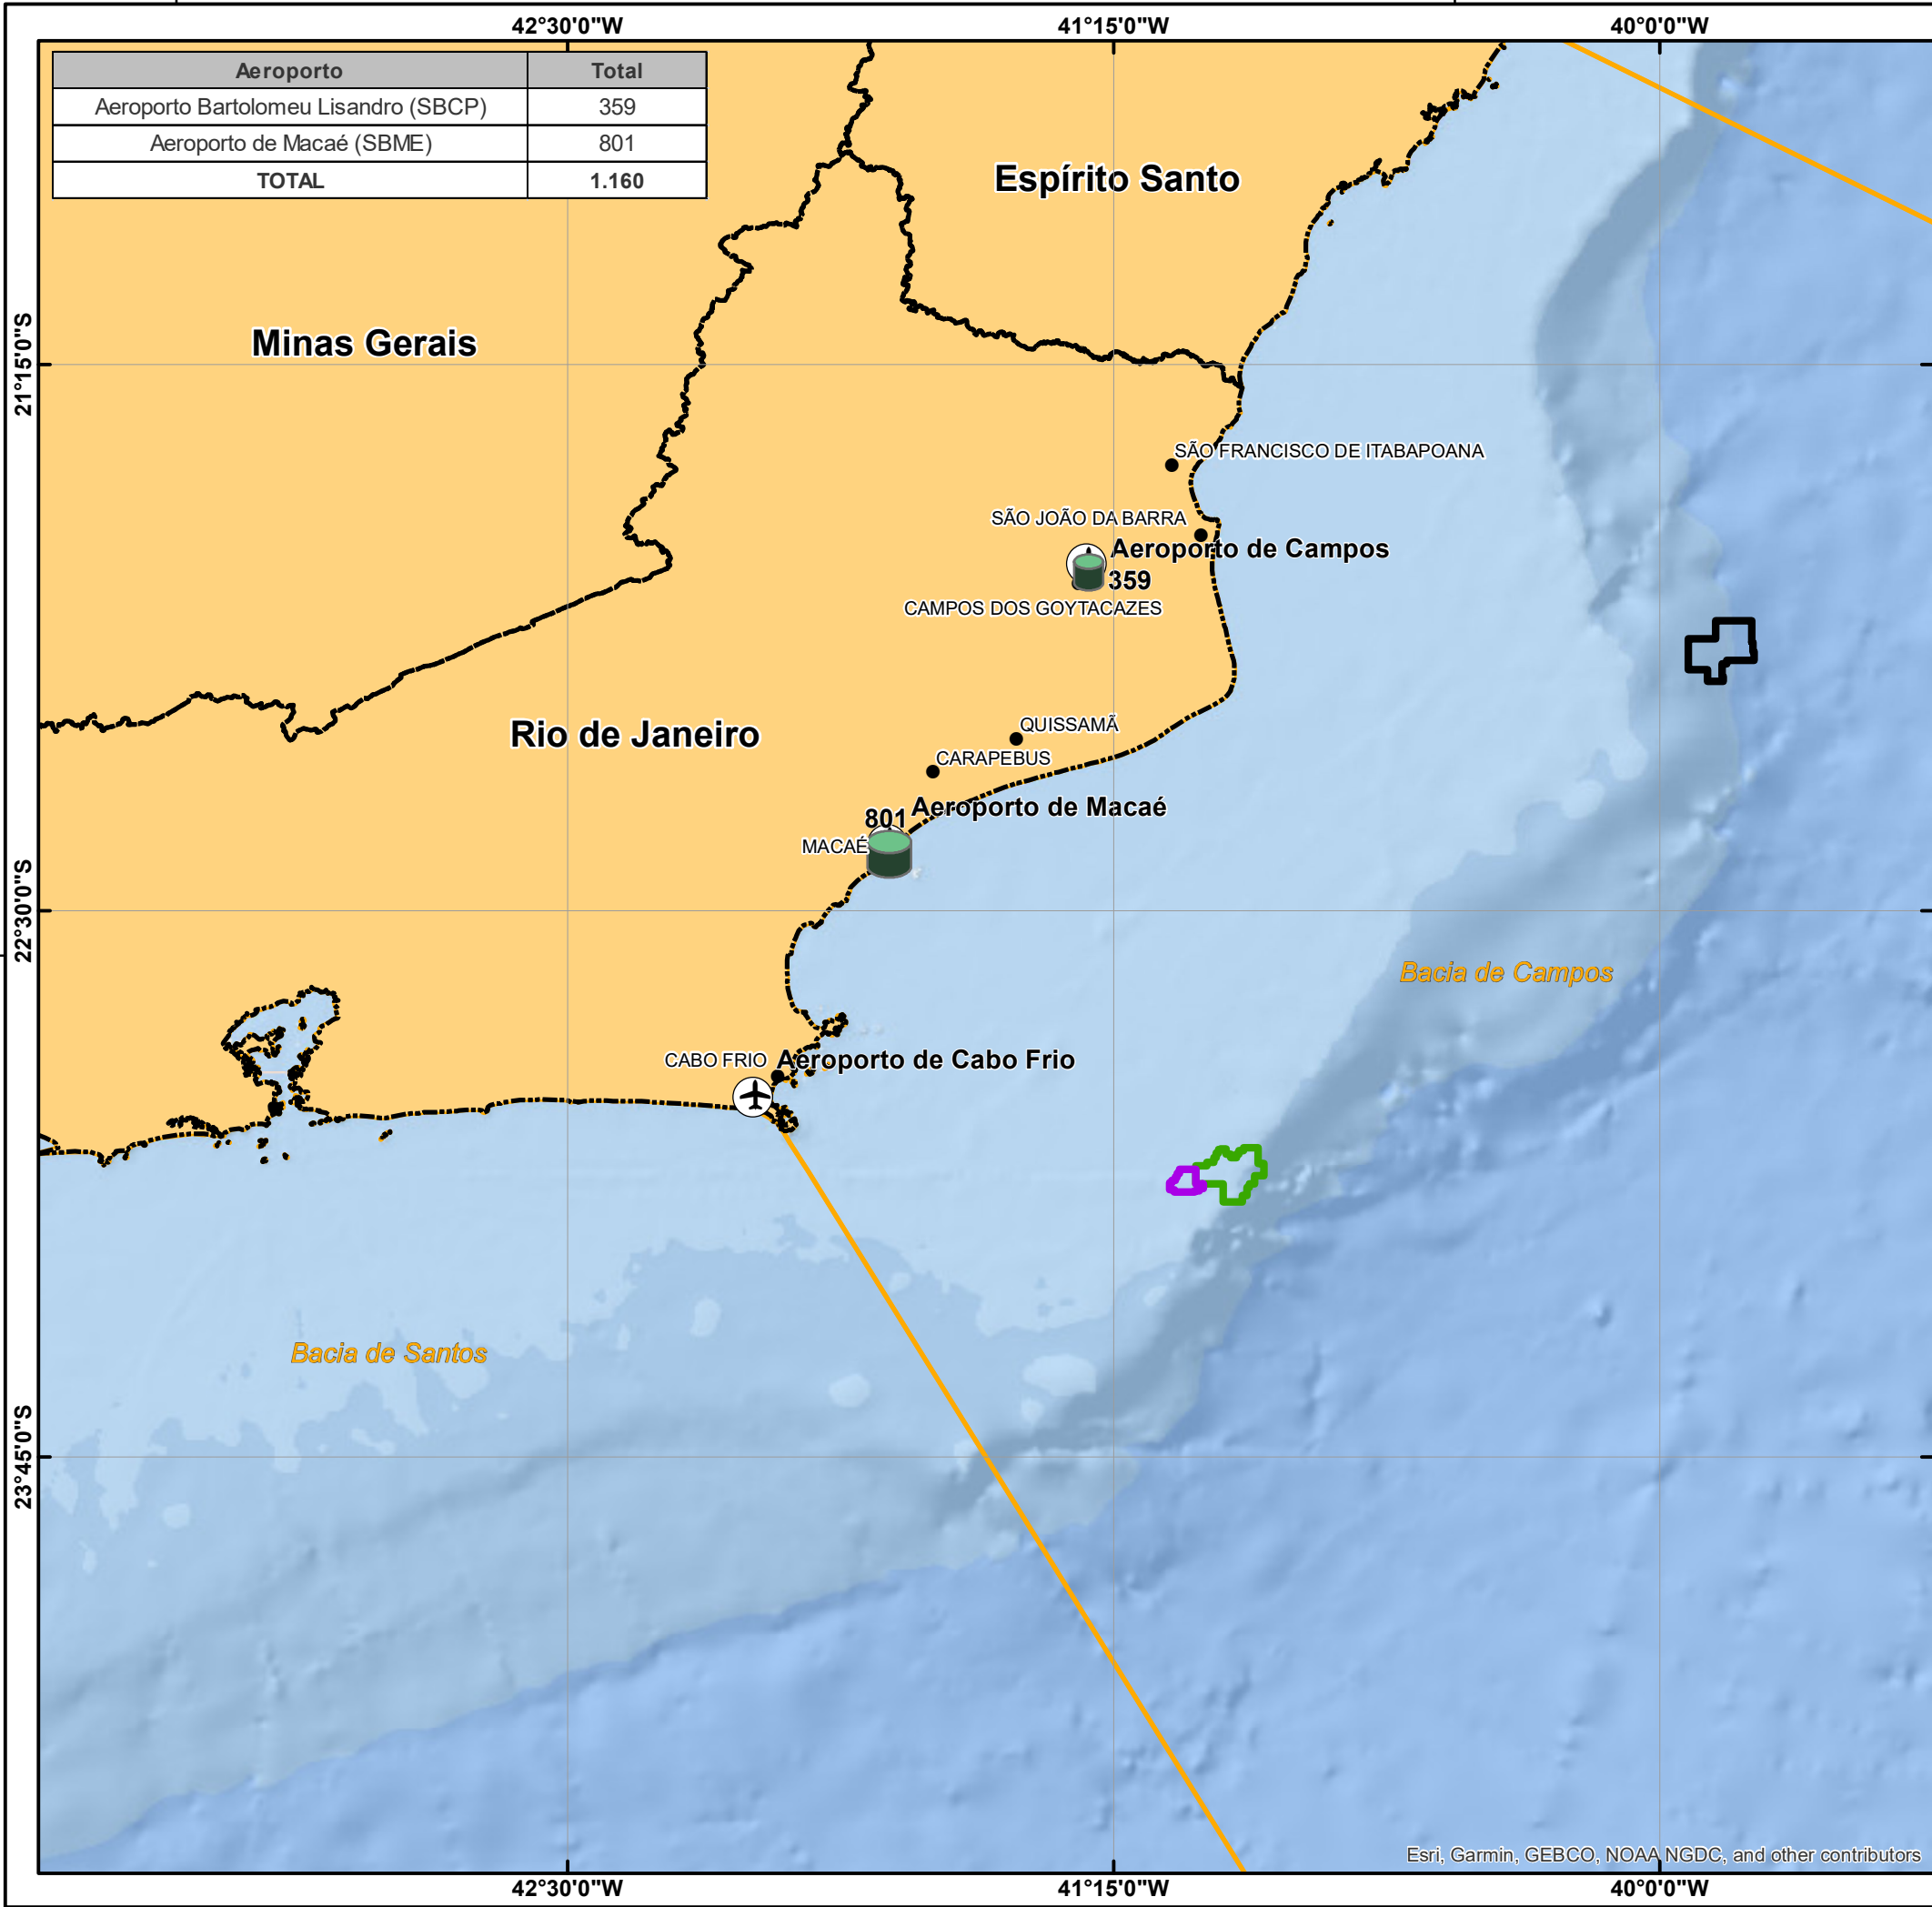 42°30'0"W 41°15'0"W 40°0'0"W
Aeroporto Total
Aeroporto Bartolomeu Lisandro (SBCP) 359
Aeroporto de Macaé (SBME) 801
TOTAL 1.160
Espírito Santo
Minas Gerais
21°15'0"S
SÃO FRANCISCO DE ITABAPOANA
SÃO JOÃO DA BARRA
Aeroporto de Campos
359
CAMPOS DOS GOYTACAZES
QUISSAMÃ
Rio de Janeiro
CARAPEBUS
Aeroporto de Macaé
801
MACAÉ
22°30'0"S
Bacia de Campos
CABO FRIO
Aeroporto de Cabo Frio
Bacia de Santos
23°45'0"S
Esri, Garmin, GEBCO, NOAA NGDC, and other contributors
42°30'0"W 41°15'0"W 40°0'0"W